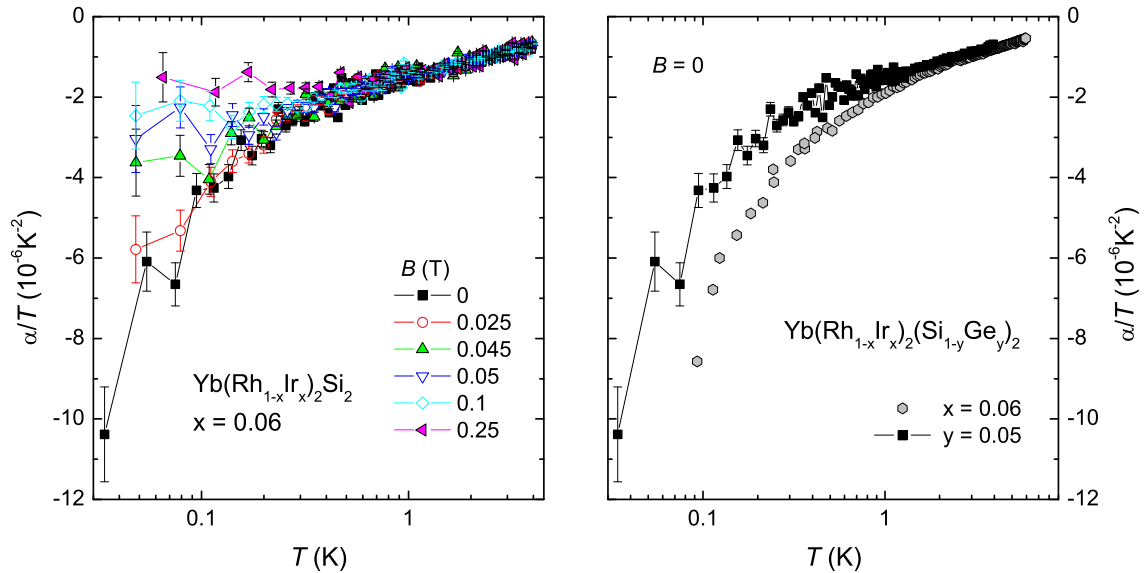 0
-2
-4
-6
-8
-10
-12
α/T (10⁻⁶K⁻²)
B (T)
0
0.025
0.045
0.05
0.1
0.25
Yb(Rh₁₋ₓIrₓ)₂Si₂
x = 0.06
0.1
1
T (K)
B = 0
Yb(Rh₁₋ₓIrₓ)₂(Si₁₋yGey)₂
x = 0.06
y = 0.05
0.1
1
T (K)
0
-2
-4
-6
-8
-10
-12
α/T (10⁻⁶K⁻²)